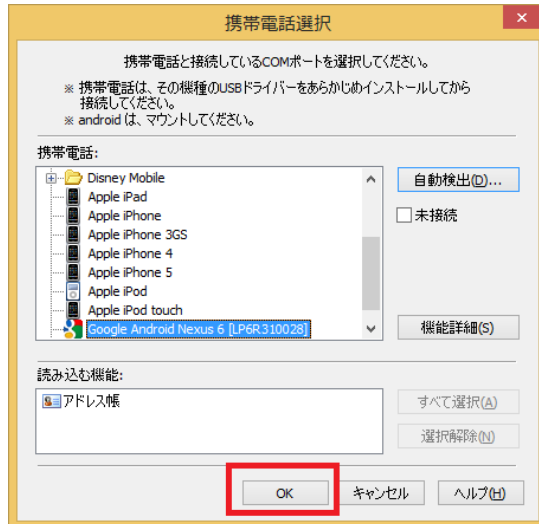 携帯電話選択
携帯電話と接続しているCOMポートを選択してください。
※ 携帯電話は、その機種のUSBドライバーをあらかじめインストールしてから
接続してください。
※ android は、マウントしてください。
携帯電話:
Disney Mobile
自動検出(D)...
Apple iPad
Apple iPhone
未接続
Apple iPhone 3GS
Apple iPhone 4
Apple iPhone 5
Apple iPod
Apple iPod touch
Google Android Nexus 6 [LP6R310028]
機能詳細(S)
読み込む機能:
アドレス帳
すべて選択(A)
選択解除(N)
OK
キャンセル
ヘルプ(H)